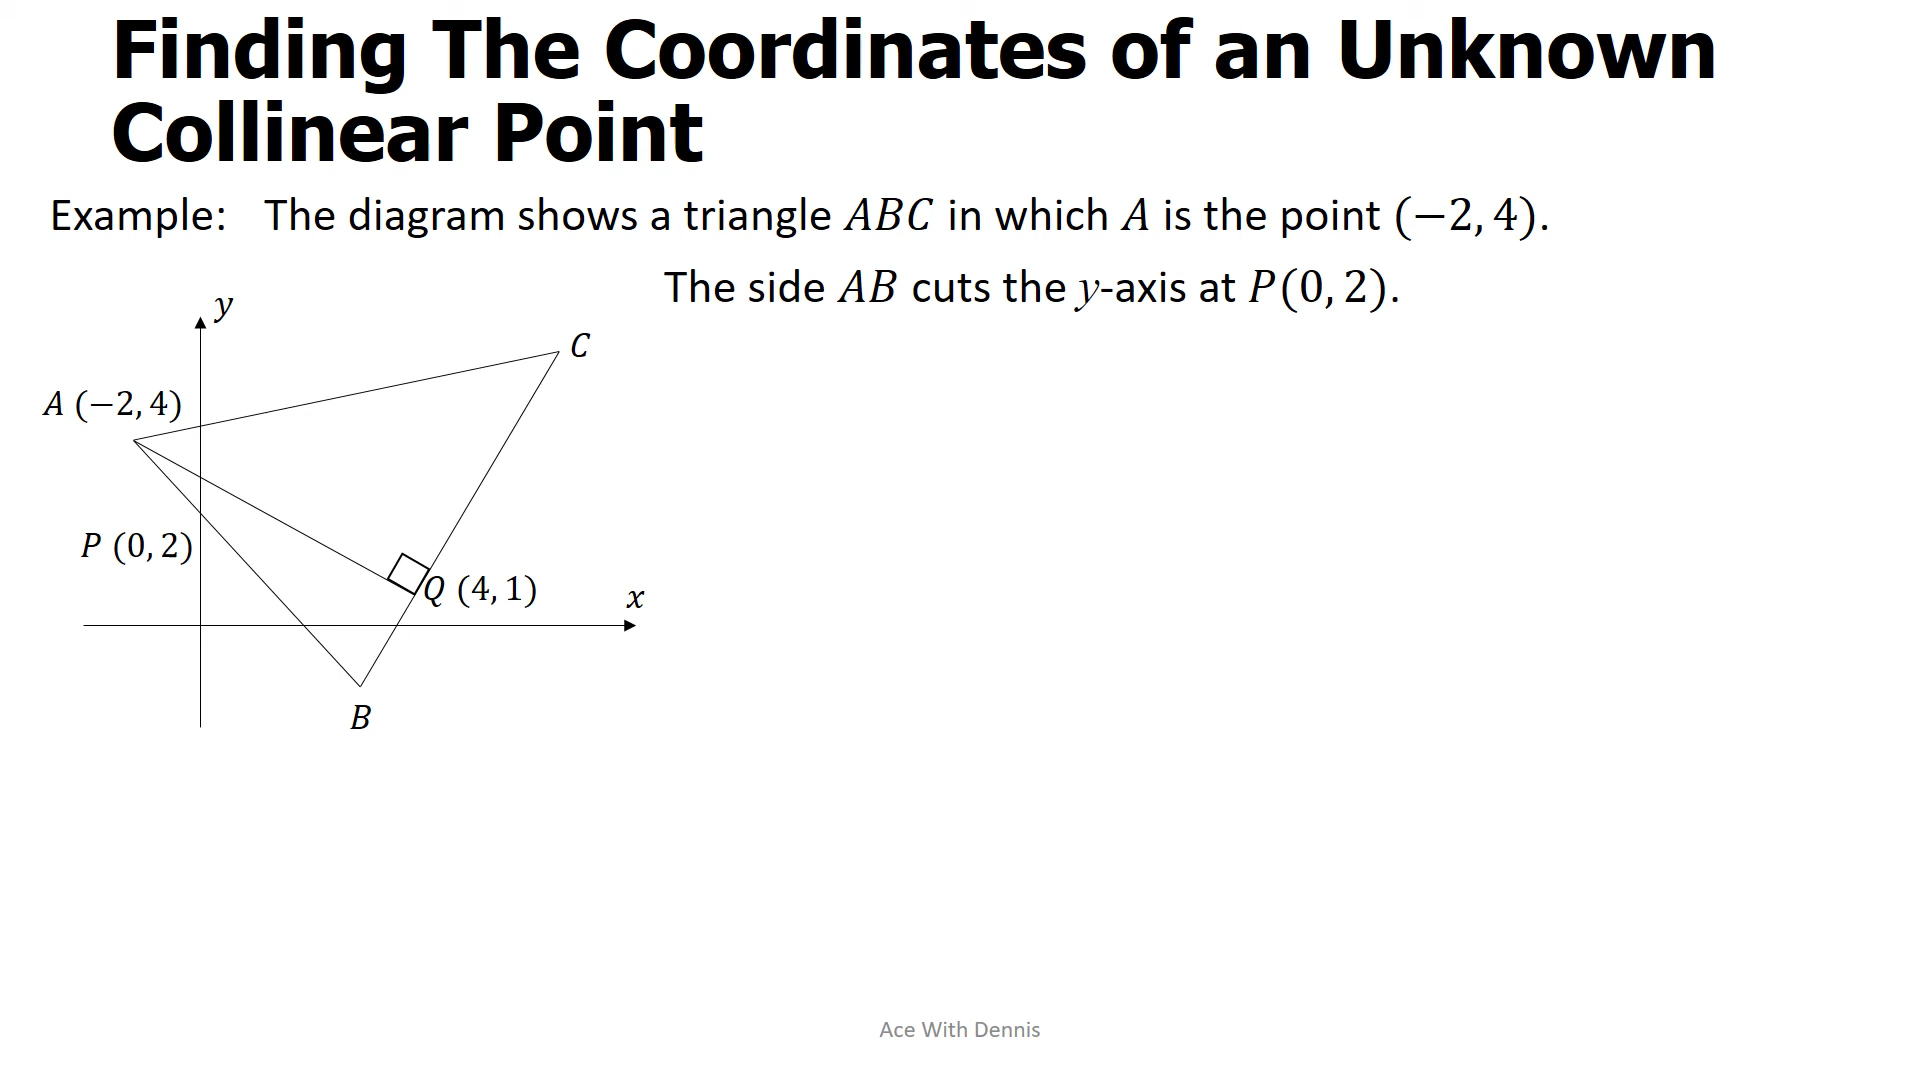 Finding The Coordinates of an Unknown
Collinear Point
Example: The diagram shows a triangle ABC in which A is the point (−2, 4).
The side AB cuts the y-axis at P(0, 2).
y
C
A (−2, 4)
P (0, 2)
Q (4, 1)
x
B
Ace With Dennis